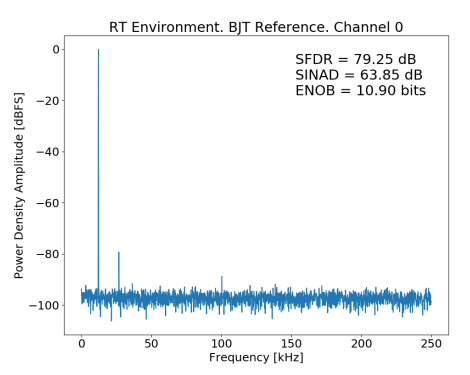 RT Environment. BJT Reference. Channel 0
SFDR = 79.25 dB
SINAD = 63.85 dB
ENOB = 10.90 bits
Power Density Amplitude [dBFS]
0
−20
−40
−60
−80
−100
0 50 100 150 200 250
Frequency [kHz]